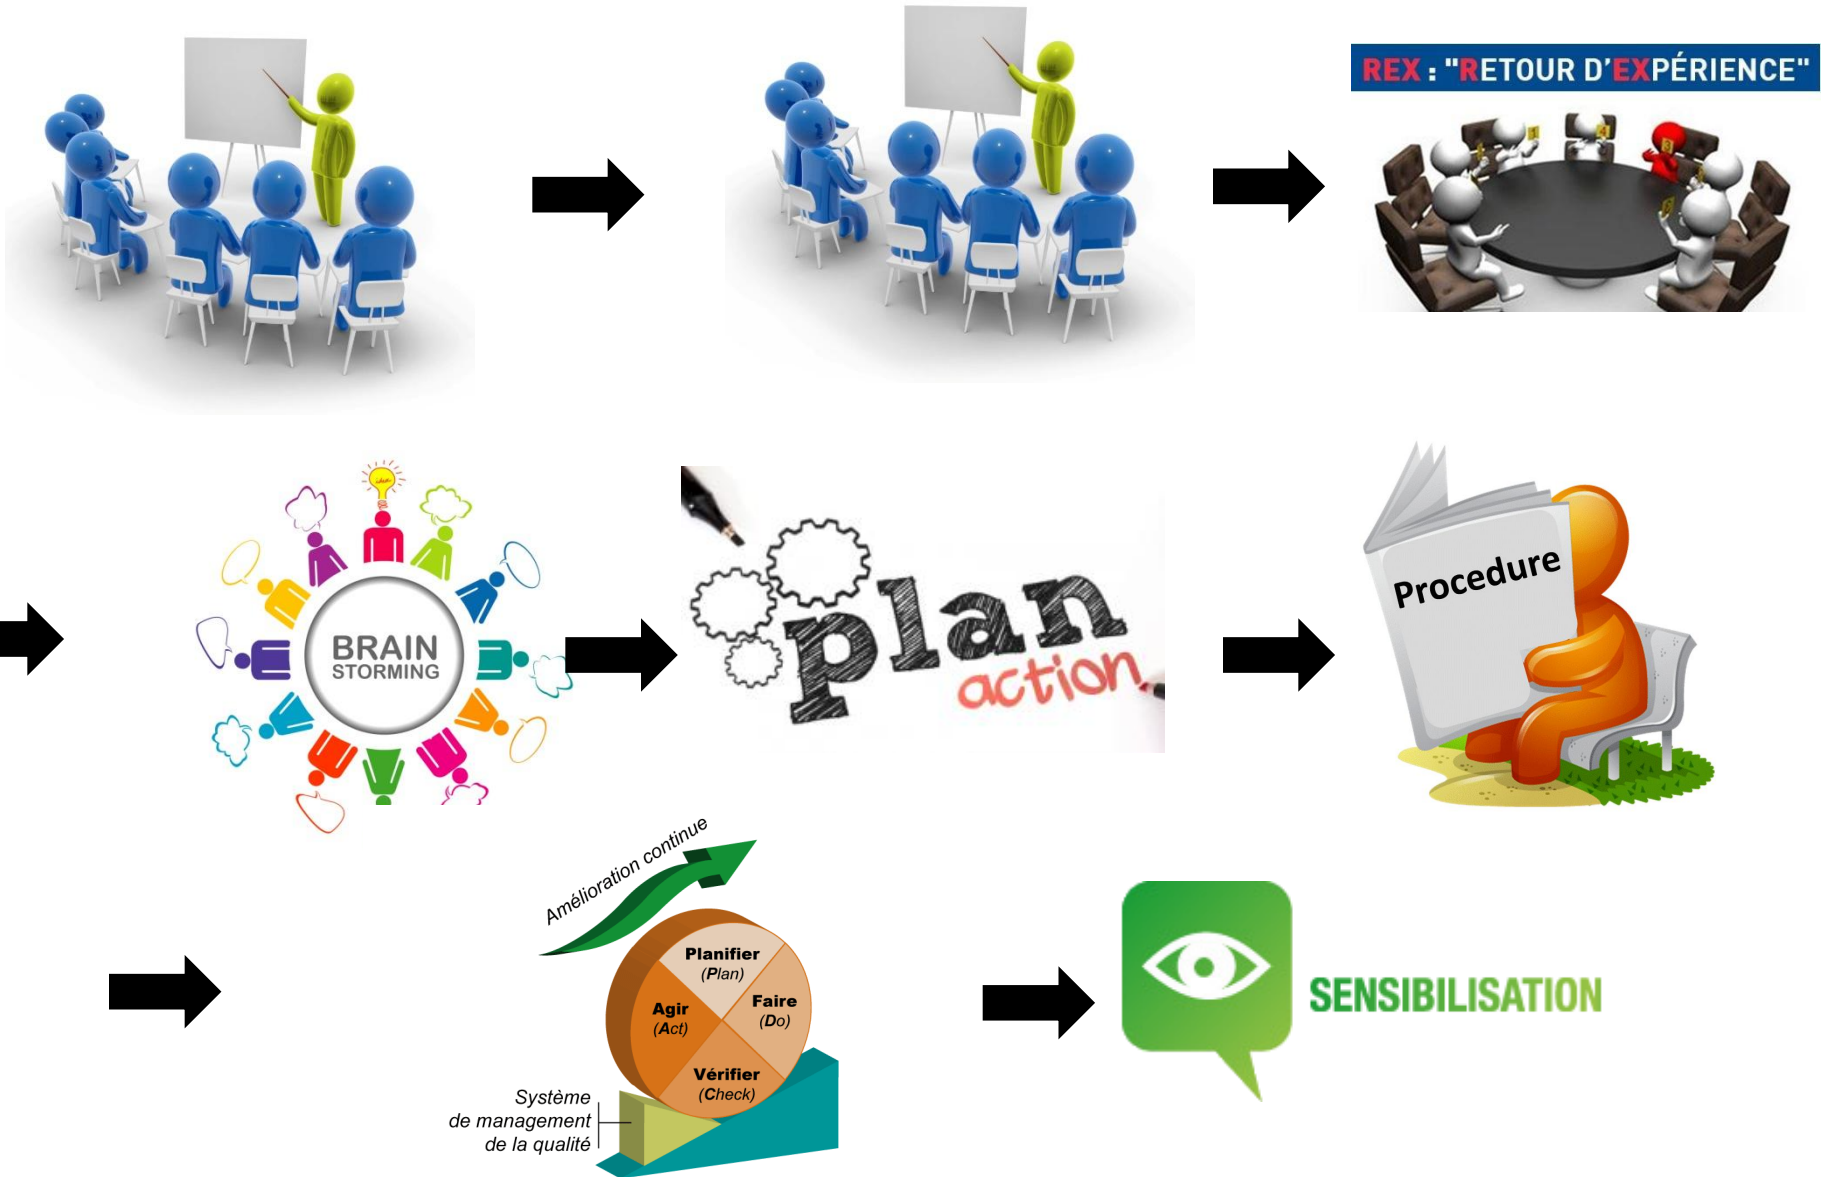 REX : "RETOUR D'EXPÉRIENCE"
idea
BRAIN
STORMING
plan
action
Procedure
Amélioration continue
Planifier
(Plan)
Agir
(Act)
Faire
(Do)
Vérifier
(Check)
Système
de management
de la qualité
SENSIBILISATION